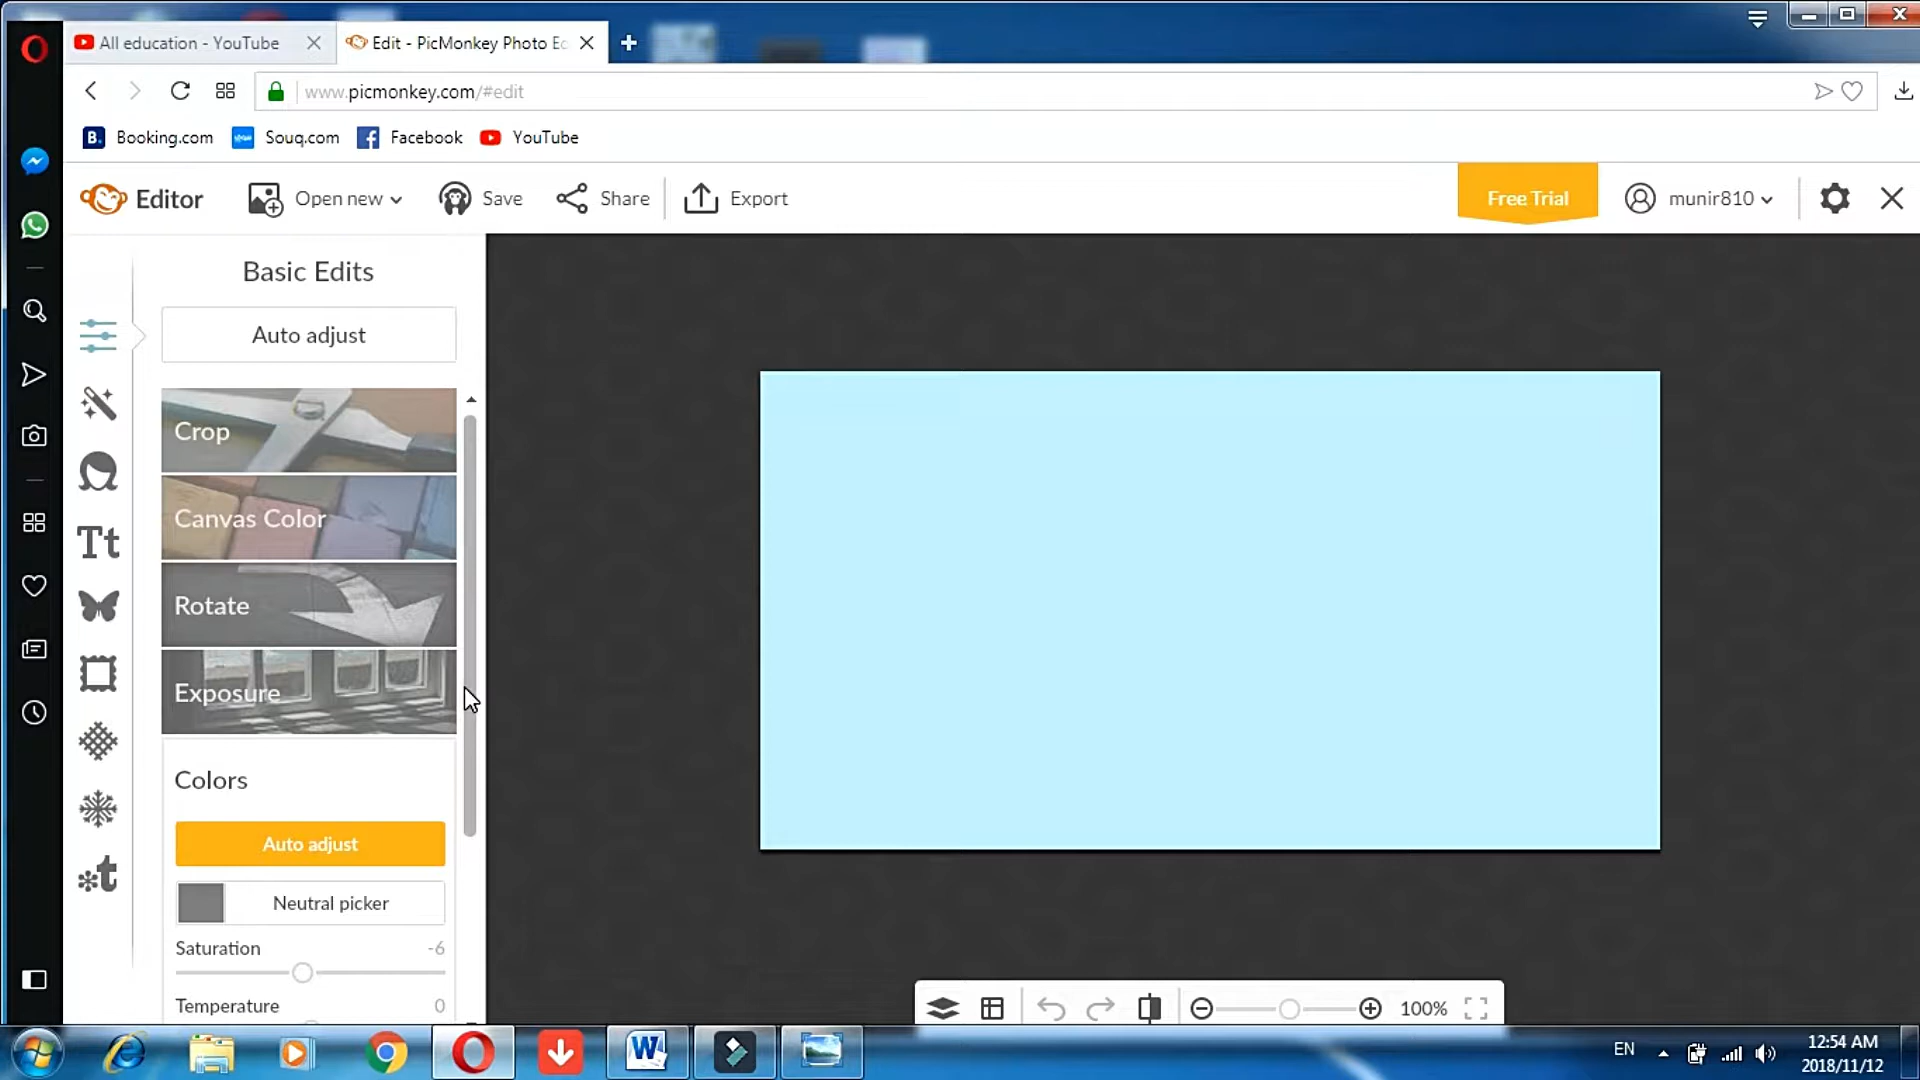 All education - YouTube
Edit - PicMonkey Photo Ec
www.picmonkey.com/#edit
B. Booking.com
Souq.com
Facebook
YouTube
Editor
Open new
Save
Share
Export
Free Trial
munir810
Basic Edits
Auto adjust
Crop
Canvas Color
Rotate
Exposure
Colors
Auto adjust
Neutral picker
Saturation -6
Temperature 0
Tt
t
100%
W
EN
12:54 AM
2018/11/12